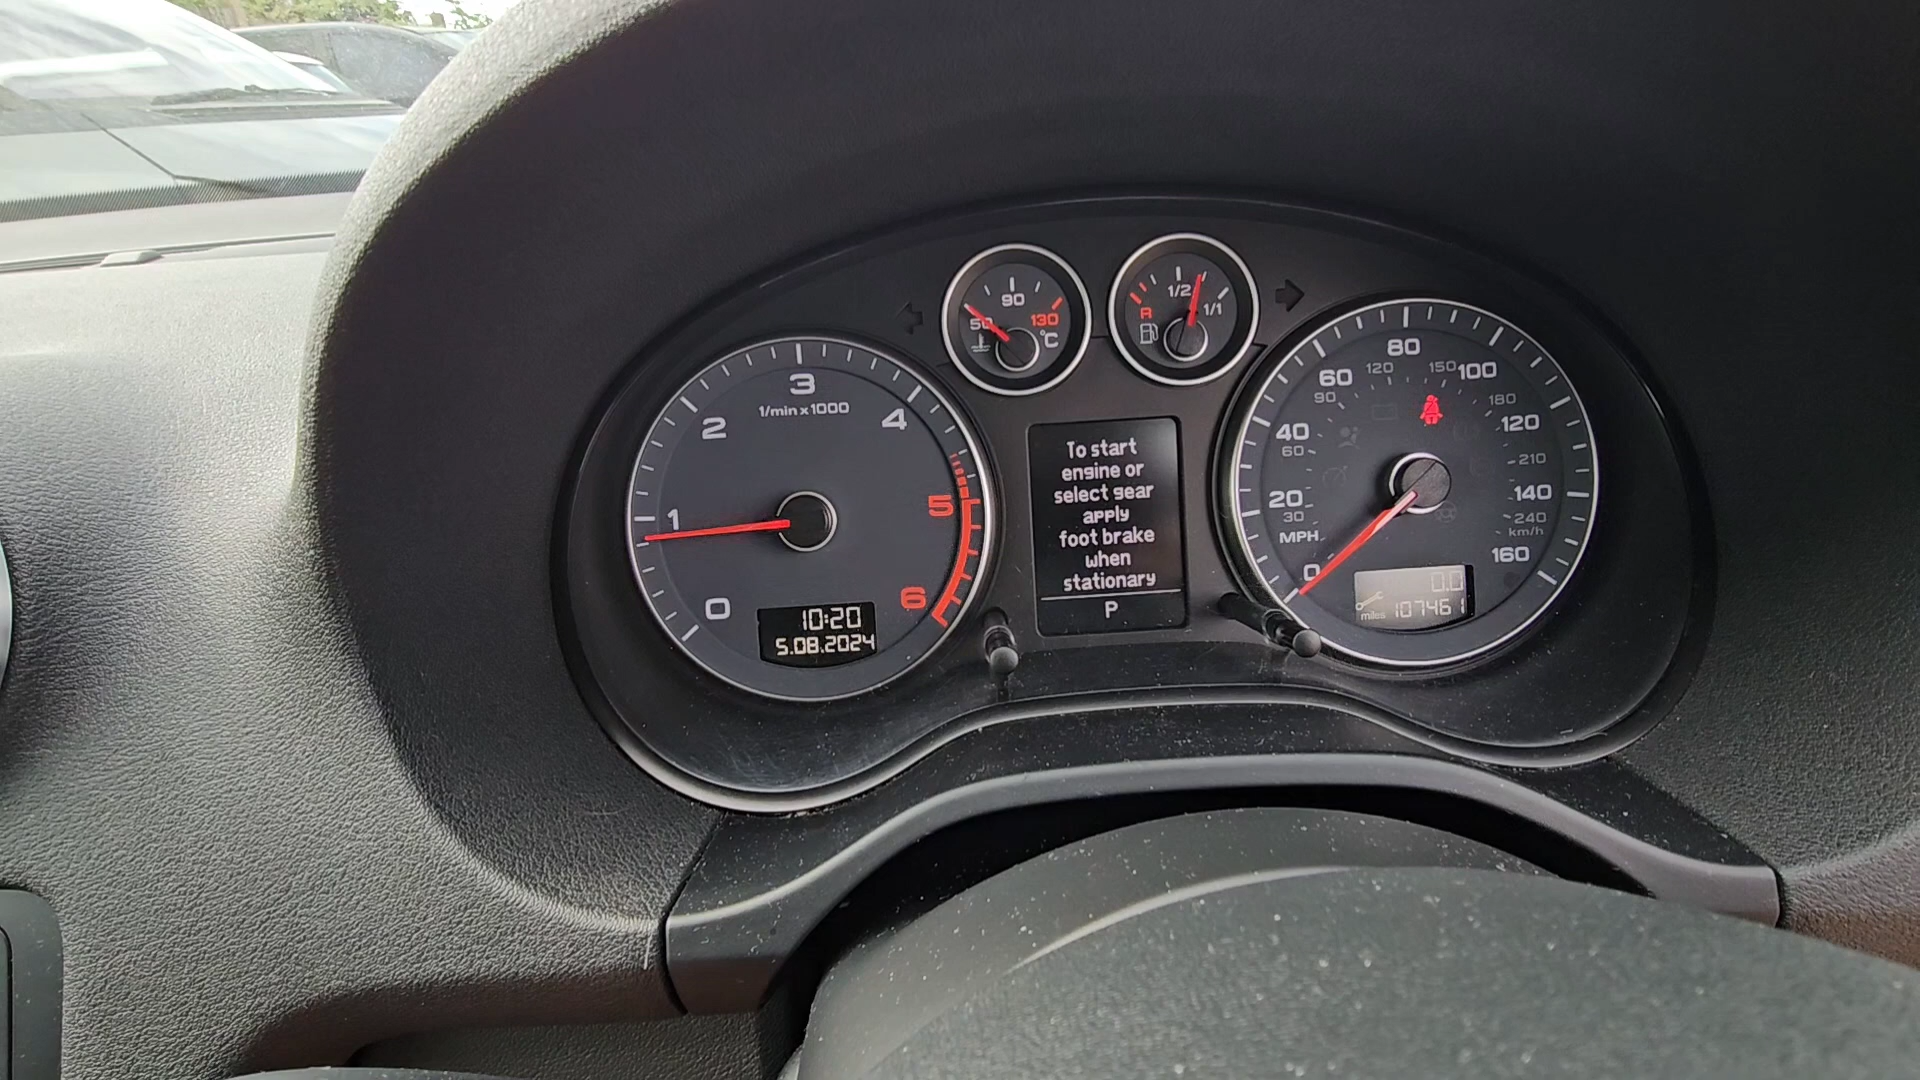 50
90
130
°C
R
1/2
1/1
0
1
2
3
4
5
6
1/min x 1000
10:20
5.08.2024
To start
engine or
select gear
apply
foot brake
when
stationary
P
0
20
40
60
80
100
120
140
160
MPH
30
60
90
120
150
180
210
240
km/h
0.0
miles 107461